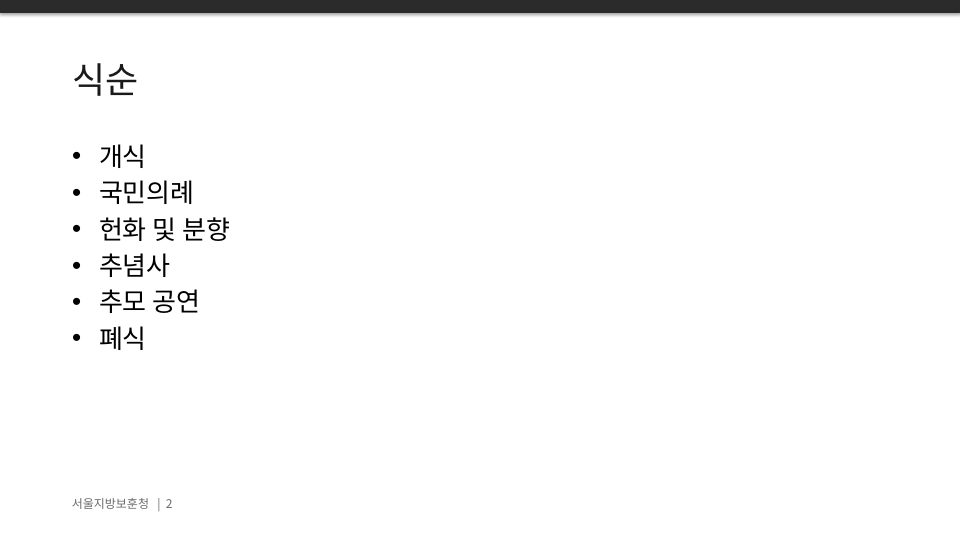 식순
• 개식
• 국민의례
• 헌화 및 분향
• 추념사
• 추모 공연
• 폐식
서울지방보훈청 | 2